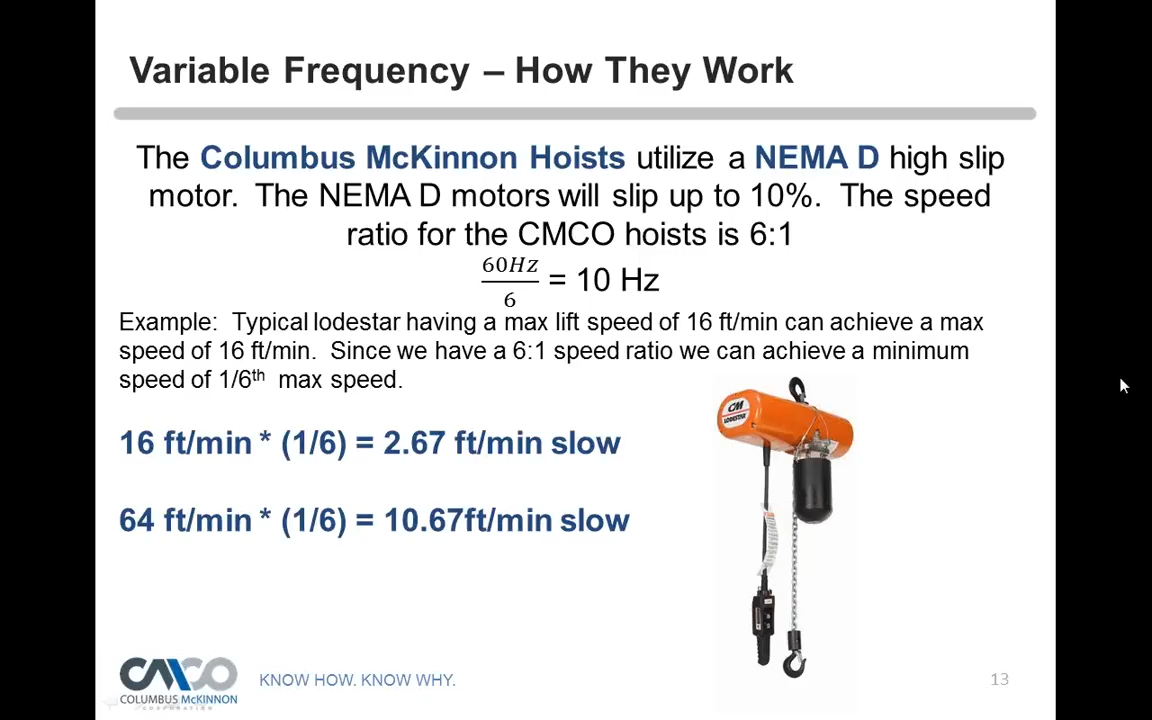 Variable Frequency – How They Work
The Columbus McKinnon Hoists utilize a NEMA D high slip
motor. The NEMA D motors will slip up to 10%. The speed
ratio for the CMCO hoists is 6:1
60Hz
6
= 10 Hz
Example: Typical lodestar having a max lift speed of 16 ft/min can achieve a max
speed of 16 ft/min. Since we have a 6:1 speed ratio we can achieve a minimum
speed of 1/6th max speed.
16 ft/min * (1/6) = 2.67 ft/min slow
64 ft/min * (1/6) = 10.67ft/min slow
CM
LODESTAR
CMCO
COLUMBUS McKINNON
CORPORATION
KNOW HOW. KNOW WHY.
13